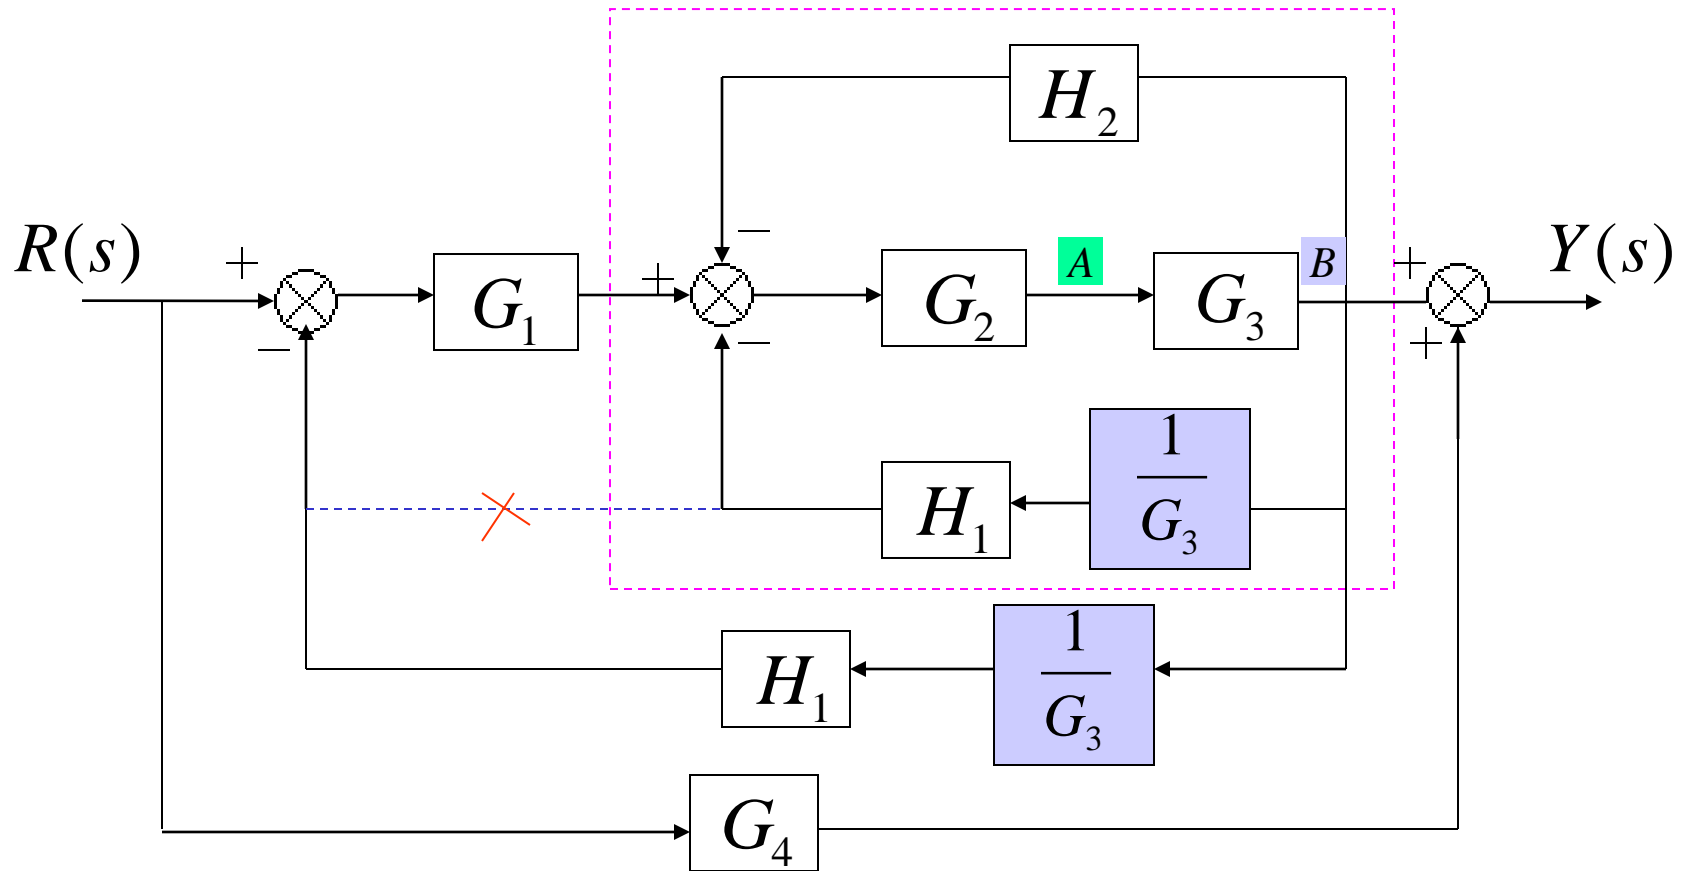 H₂
−
R(s) + G₁ + G₂ A G₃ B + Y(s)
− − +
H₁ 1/G₃
H₁ 1/G₃
G₄